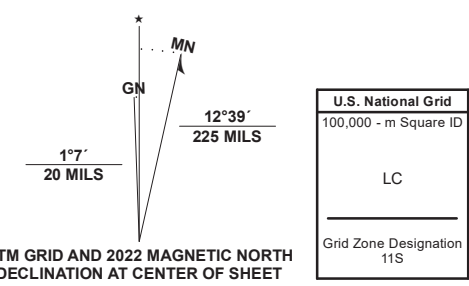 MN
GN
12°39´
225 MILS
1°7´
20 MILS
TM GRID AND 2022 MAGNETIC NORTH
DECLINATION AT CENTER OF SHEET
U.S. National Grid
100,000 - m Square ID
LC
Grid Zone Designation
11S